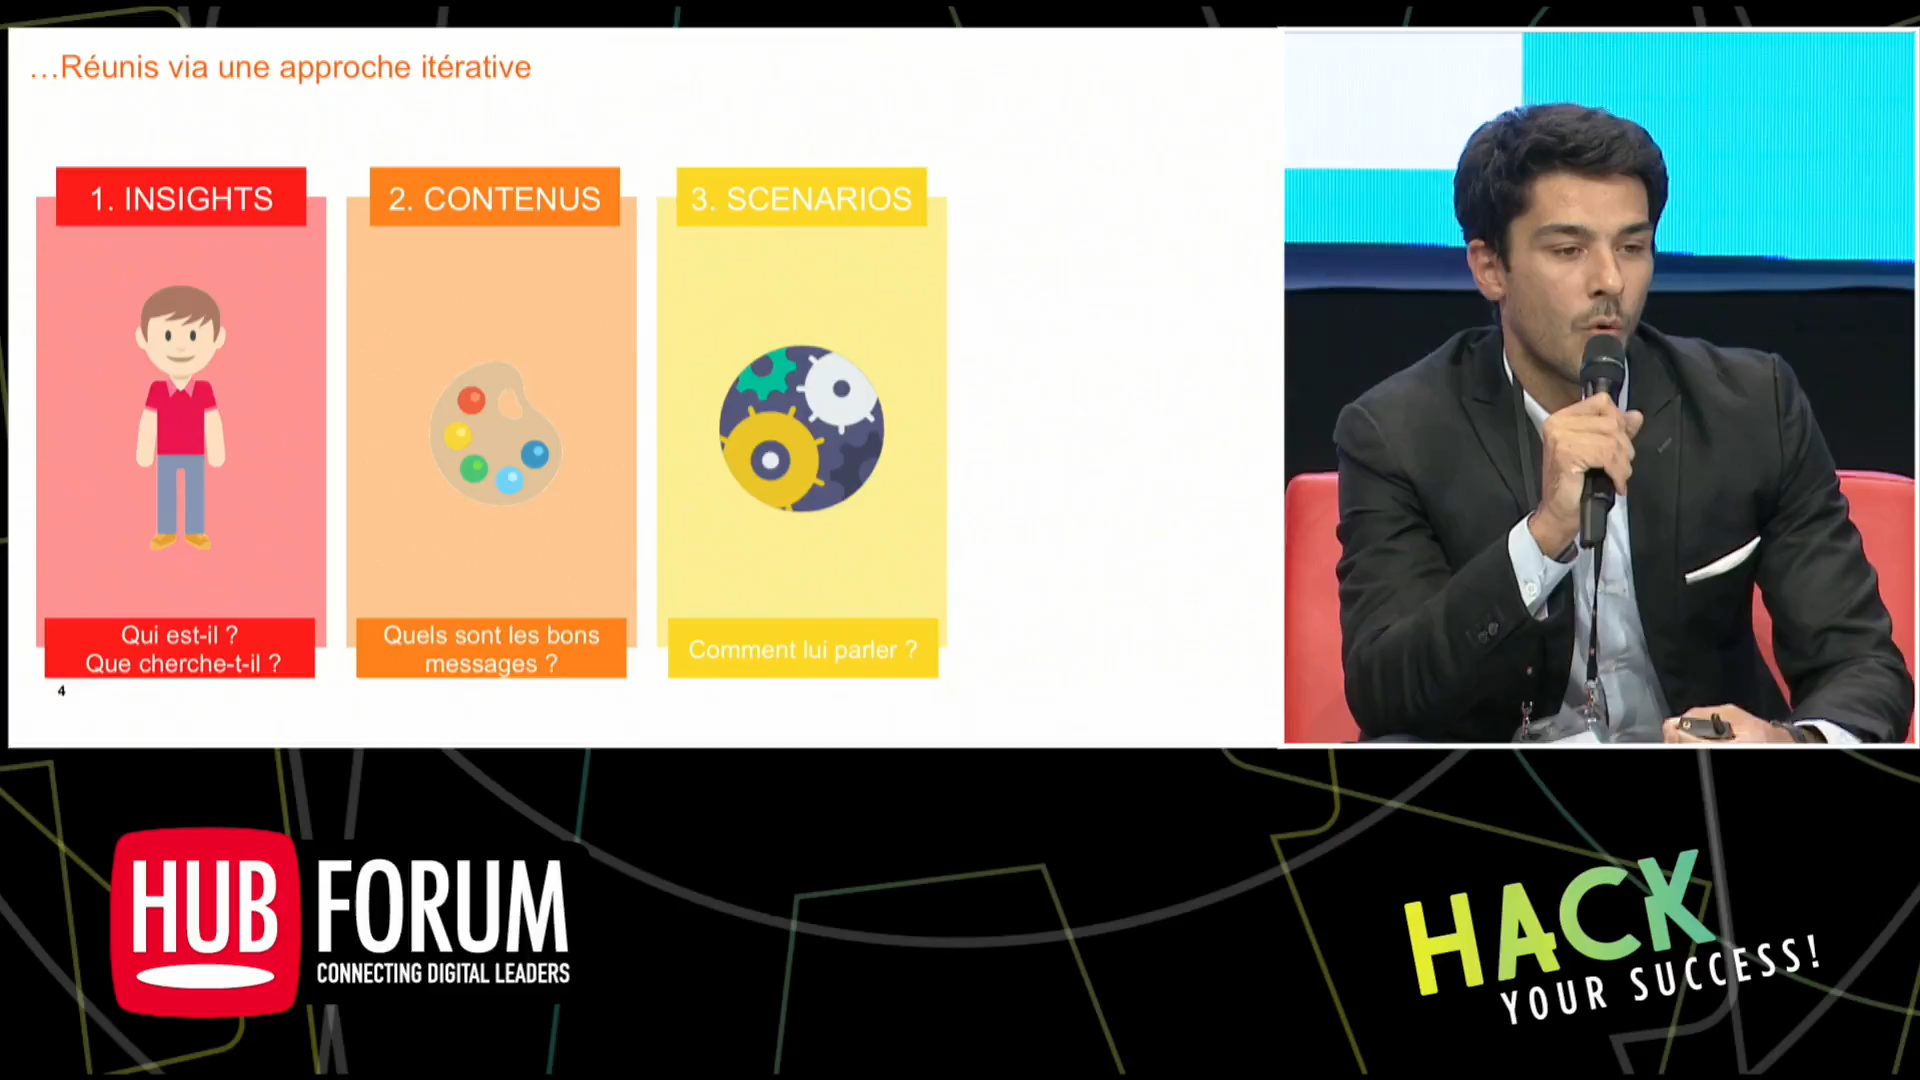 …Réunis via une approche itérative
1. INSIGHTS
2. CONTENUS
3. SCENARIOS
Qui est-il ?
Que cherche-t-il ?
Quels sont les bons
messages ?
Comment lui parler ?
4
HUB FORUM
CONNECTING DIGITAL LEADERS
HACK
YOUR SUCCESS!